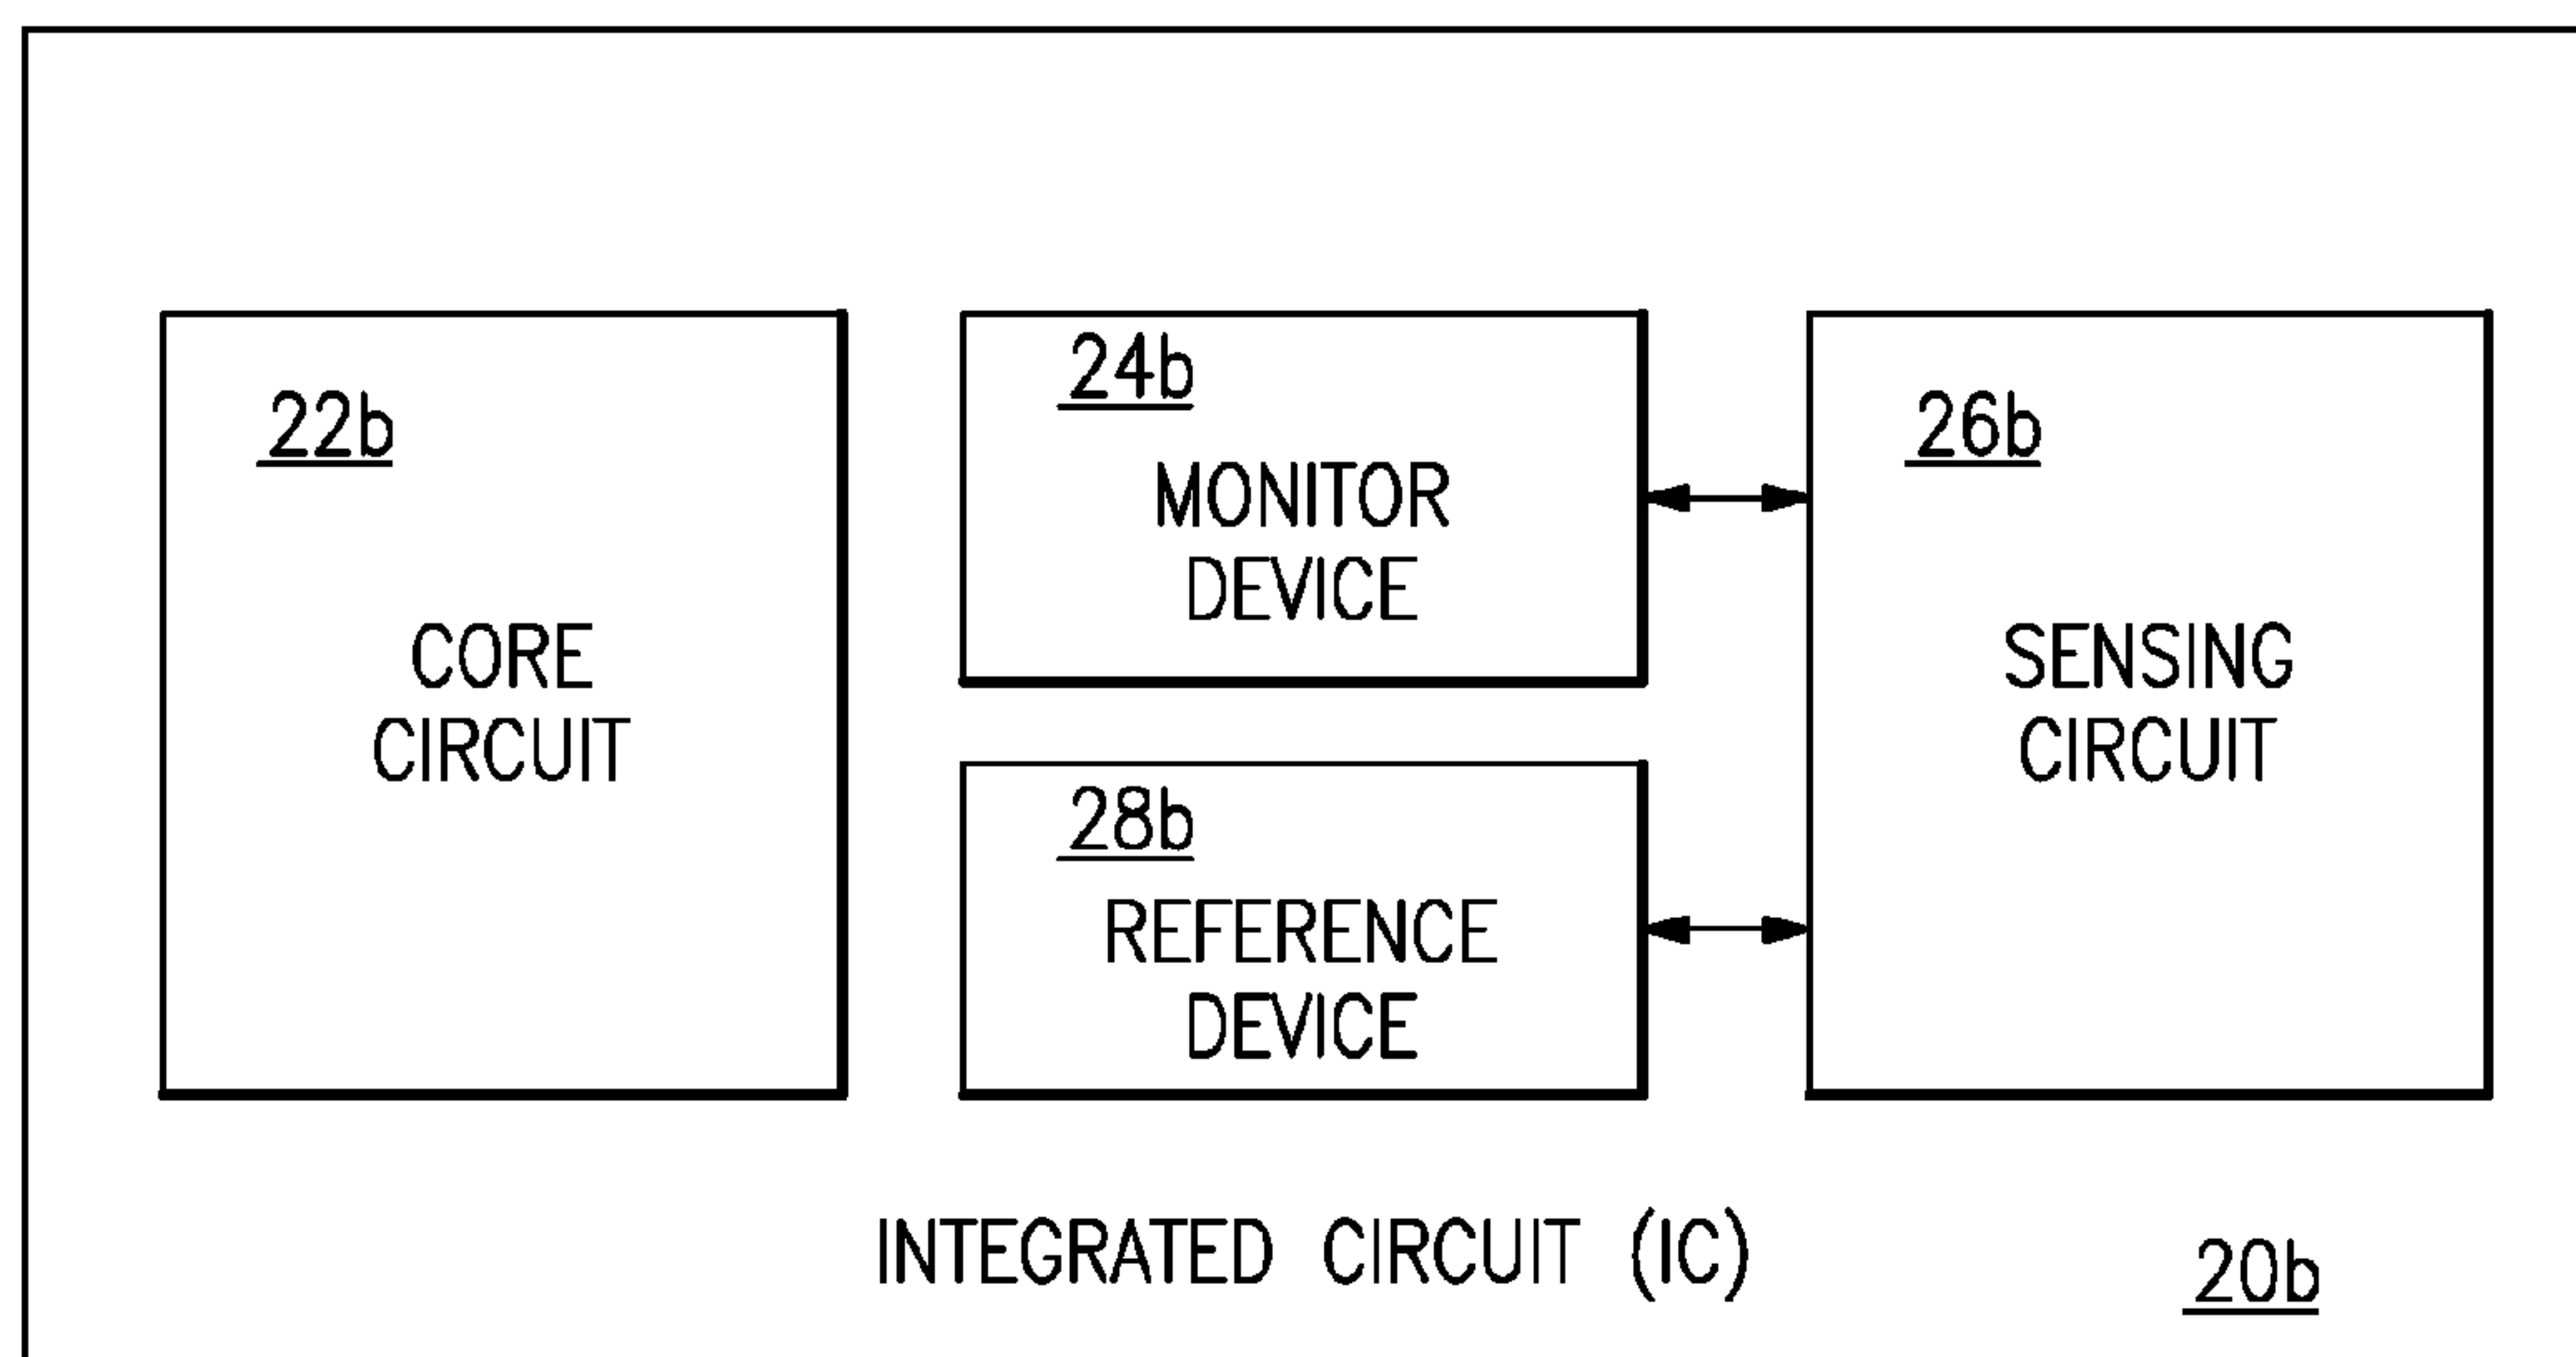 22b
CORE
CIRCUIT
24b
MONITOR
DEVICE
28b
REFERENCE
DEVICE
26b
SENSING
CIRCUIT
INTEGRATED CIRCUIT (IC)
20b